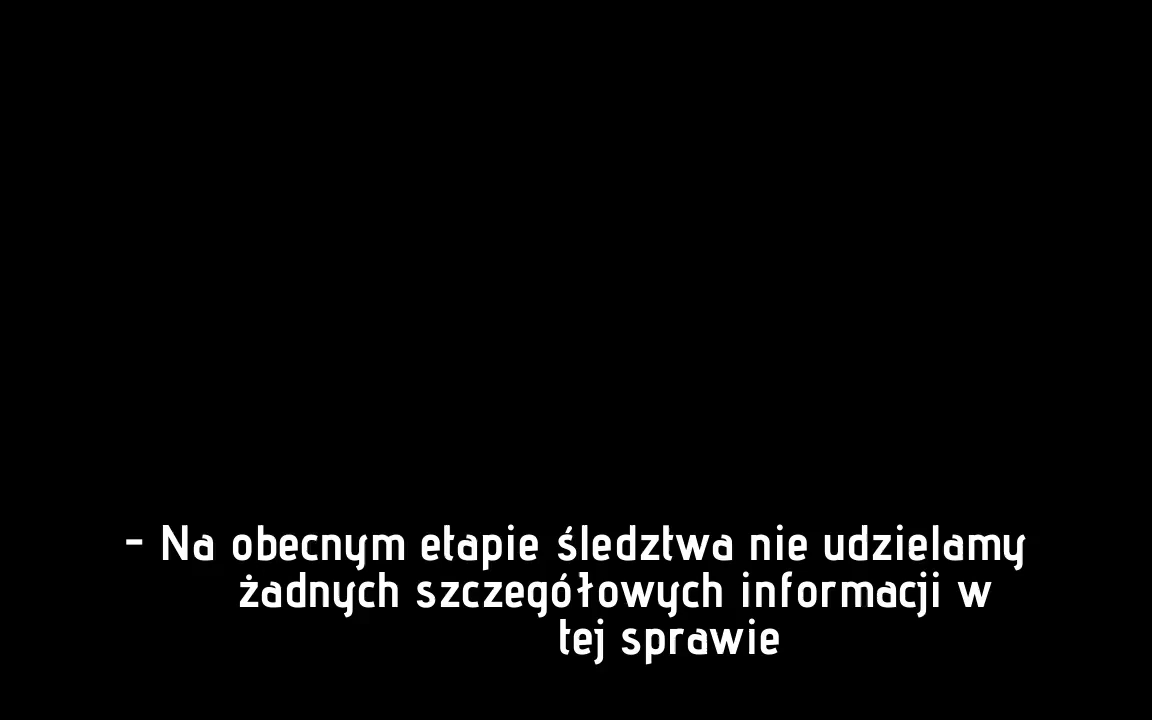 - Na obecnym etapie śledztwa nie udzielamy
żadnych szczegółowych informacji w
tej sprawie